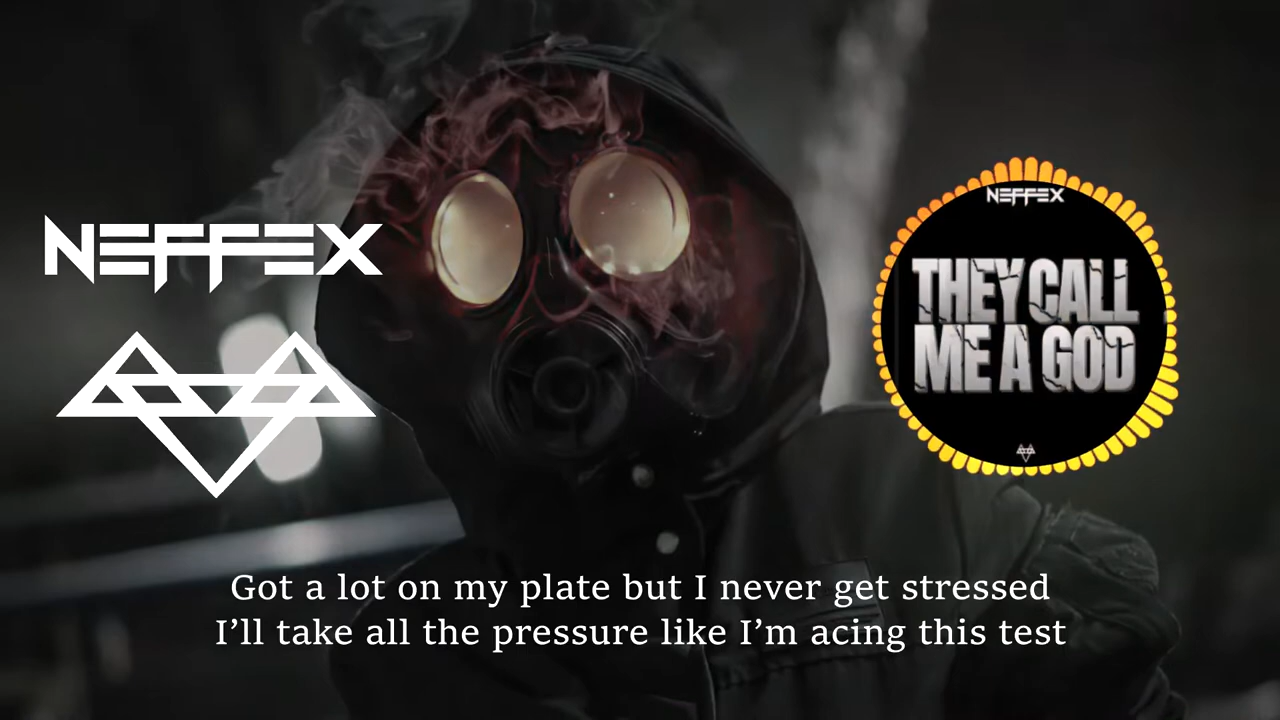 NEFFEX
NEFFEX
THEY CALL
ME A GOD
Got a lot on my plate but I never get stressed
I’ll take all the pressure like I’m acing this test